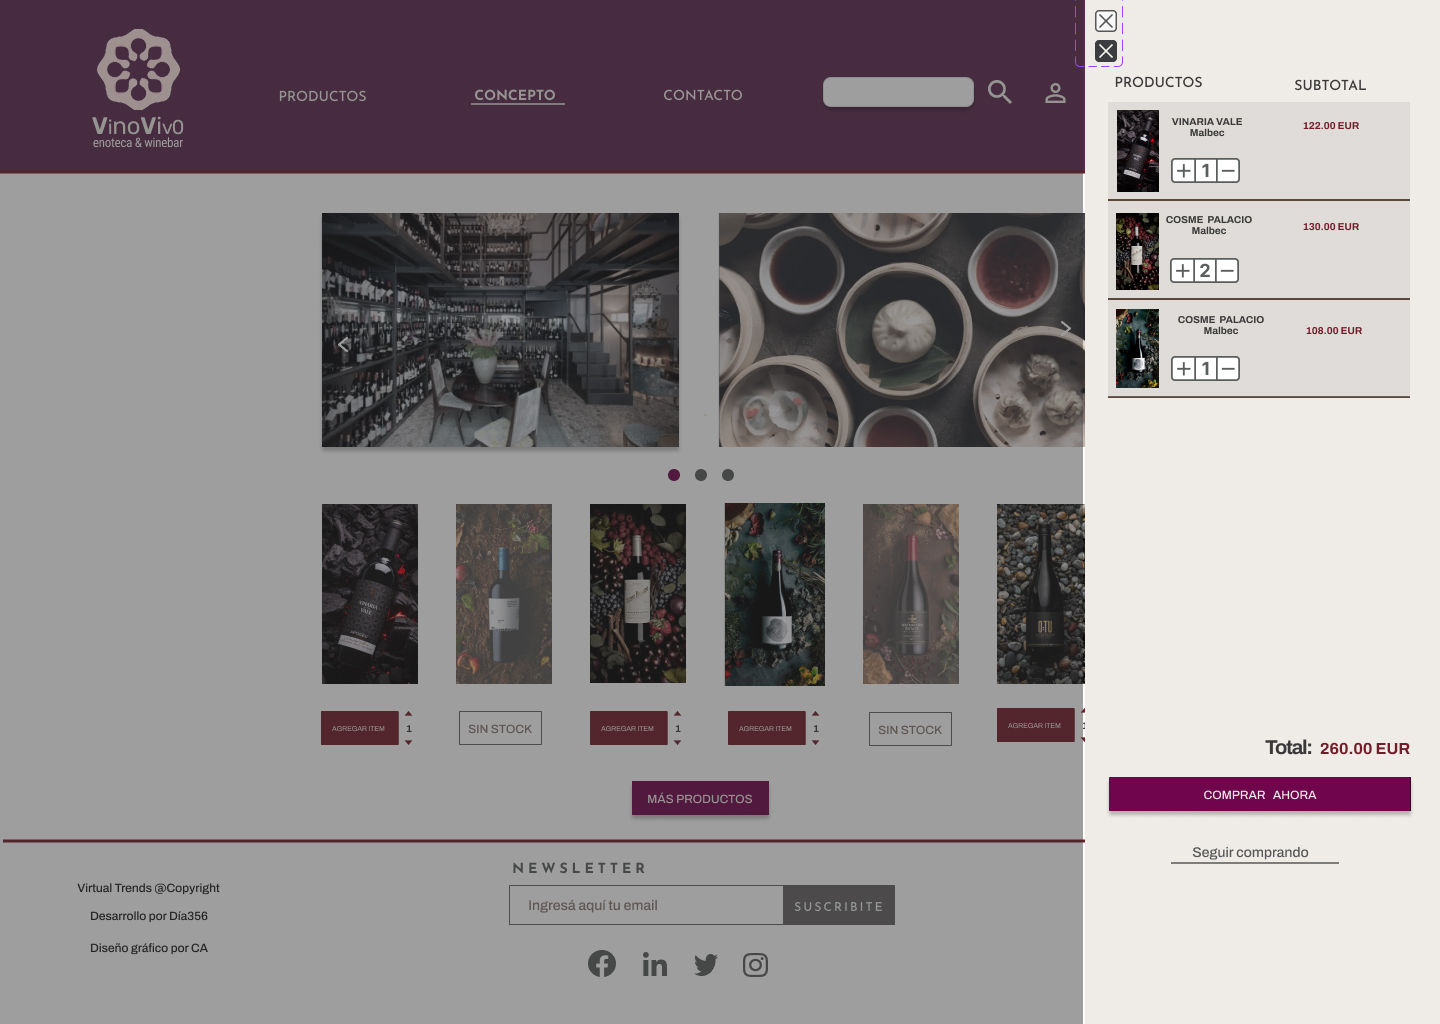 VinoViv0
enoteca & winebar
PRODUCTOS
CONCEPTO
CONTACTO
AGREGAR ITEM
1
SIN STOCK
AGREGAR ITEM
1
AGREGAR ITEM
1
SIN STOCK
AGREGAR ITEM
MÁS PRODUCTOS
NEWSLETTER
Ingresá aquí tu email
SUSCRIBITE
Virtual Trends @Copyright
Desarrollo por Día356
Diseño gráfico por CA
PRODUCTOS
SUBTOTAL
VINARIA VALE
Malbec
122.00 EUR
1
COSME PALACIO
Malbec
130.00 EUR
2
COSME PALACIO
Malbec
108.00 EUR
1
Total: 260.00 EUR
COMPRAR AHORA
Seguir comprando